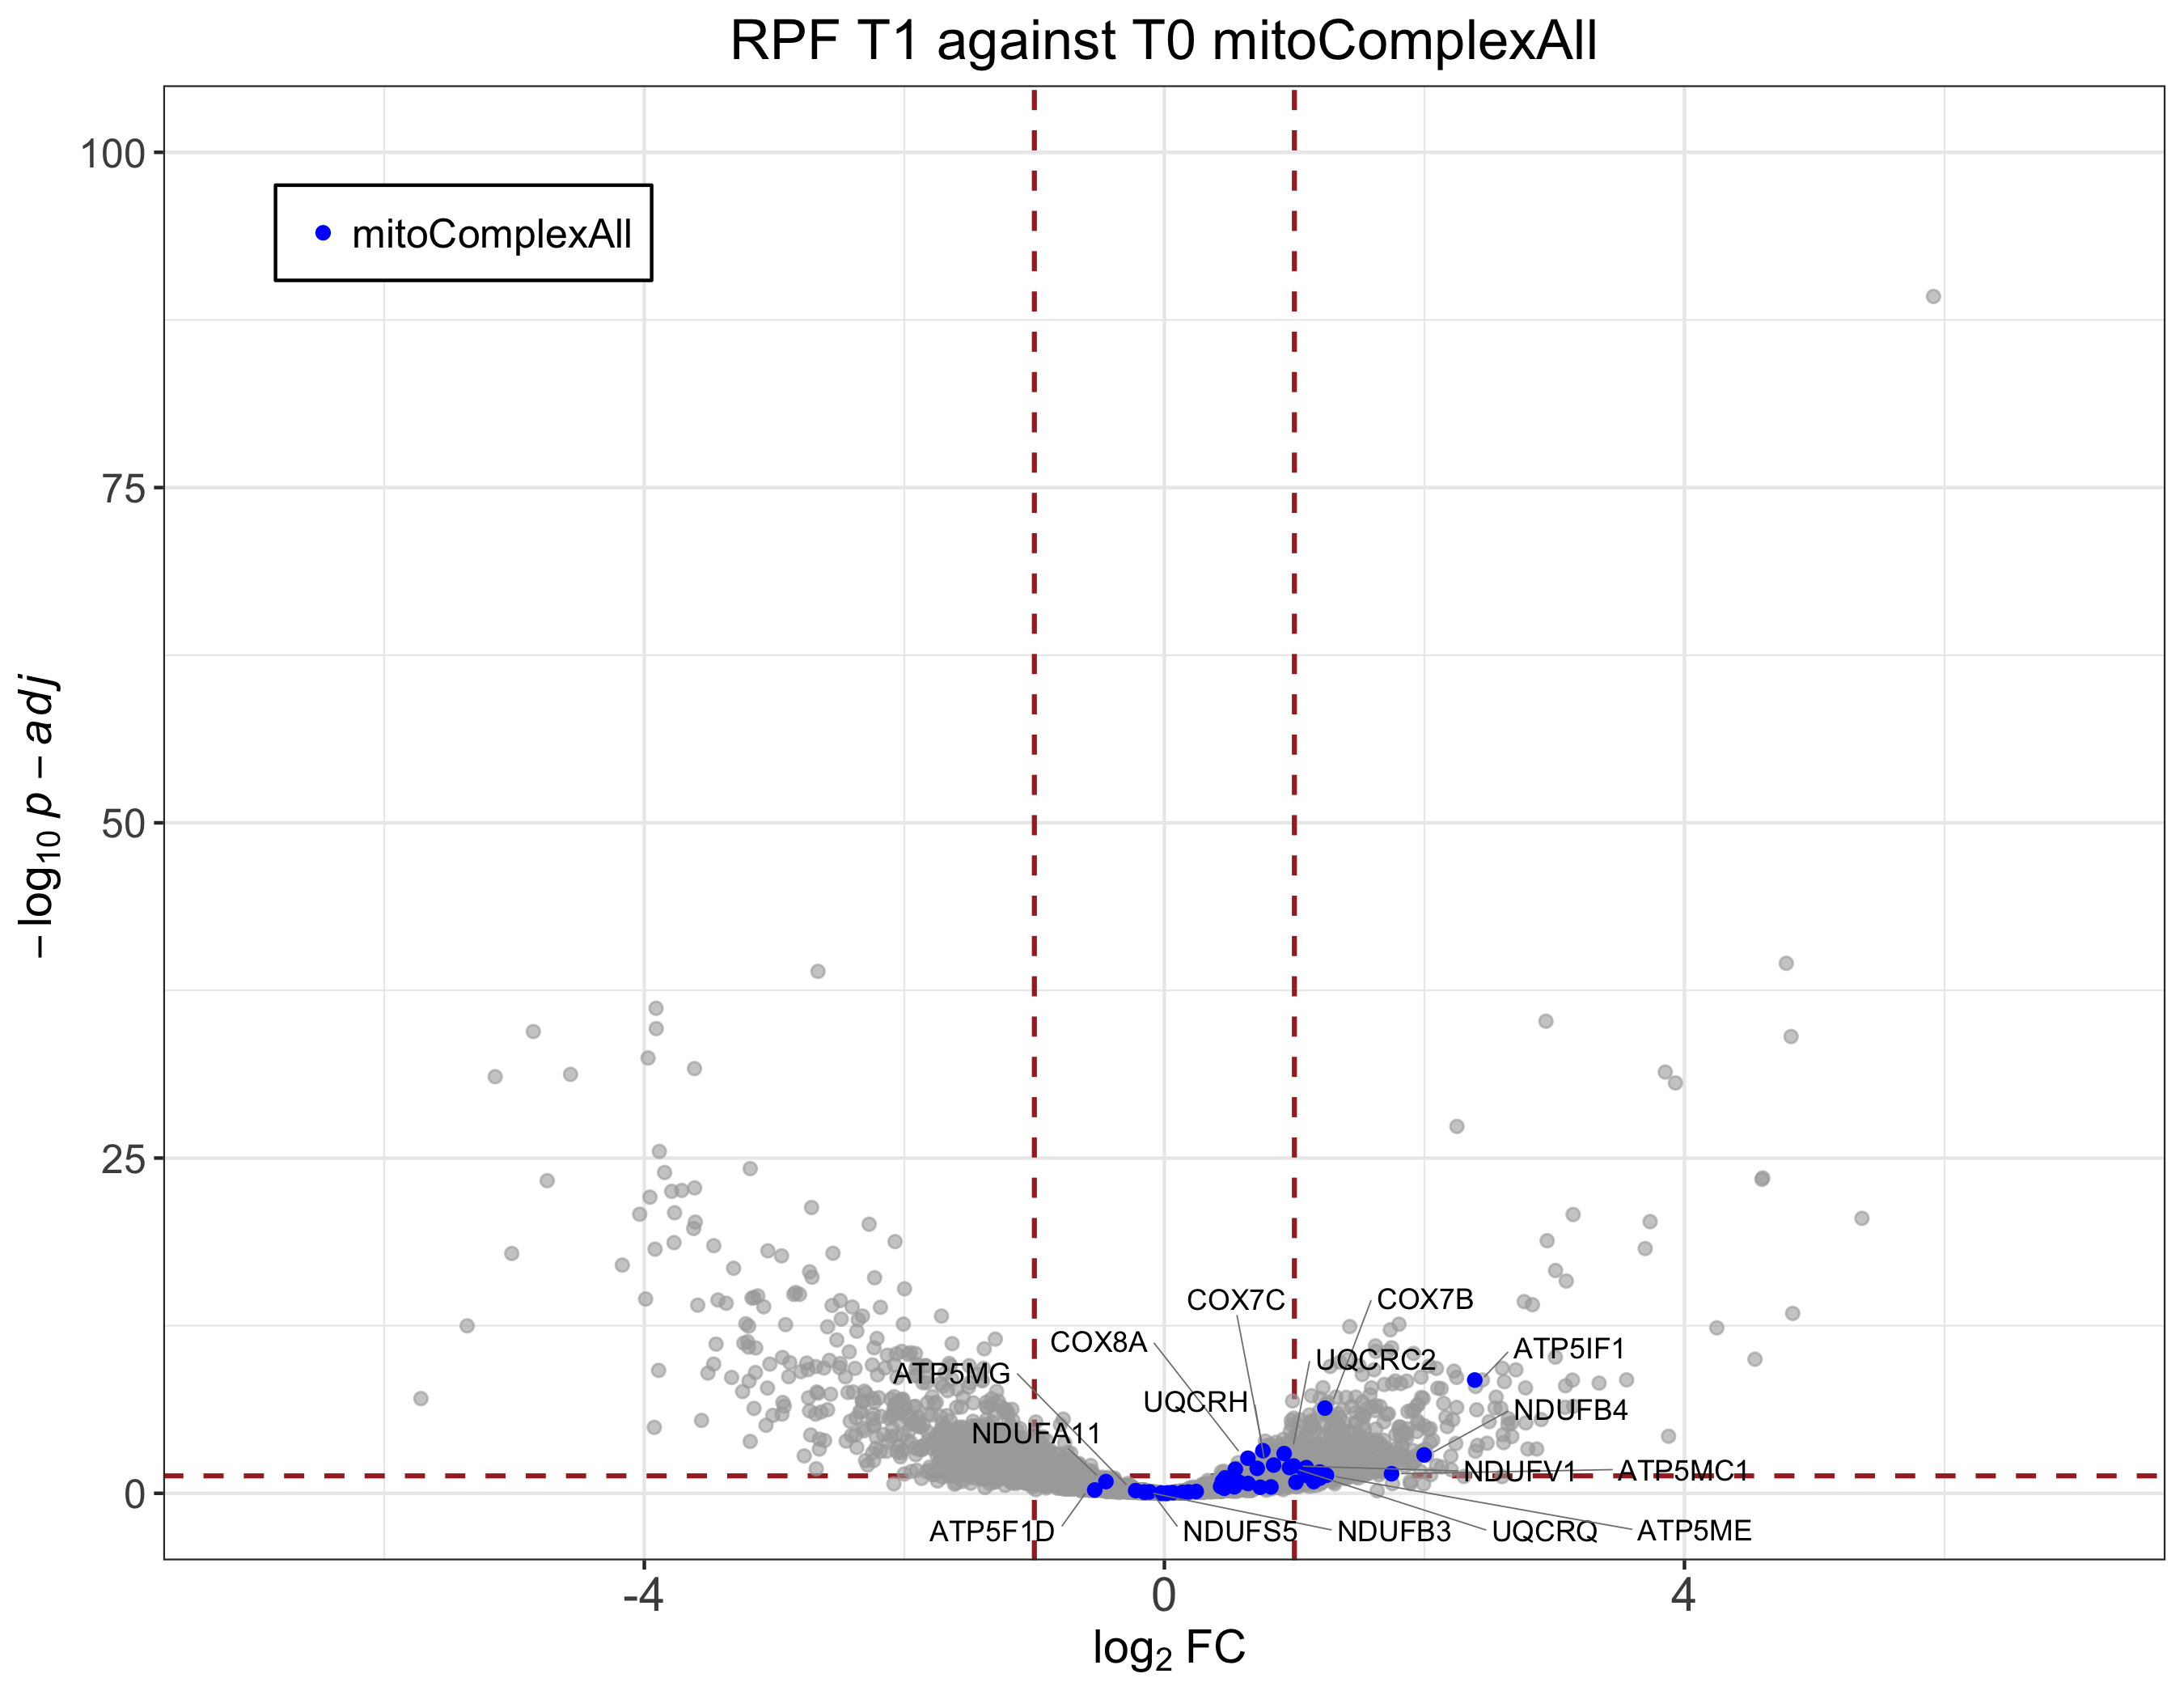 RPF T1 against T0 mitoComplexAll
100
75
50
25
0
−log10 p − adj
mitoComplexAll
COX7C
COX7B
COX8A
ATP5IF1
UQCRC2
ATP5MG
UQCRH
NDUFB4
NDUFA11
NDUFV1
ATP5MC1
ATP5F1D
NDUFS5
NDUFB3
UQCRQ
ATP5ME
-4
0
4
log2 FC